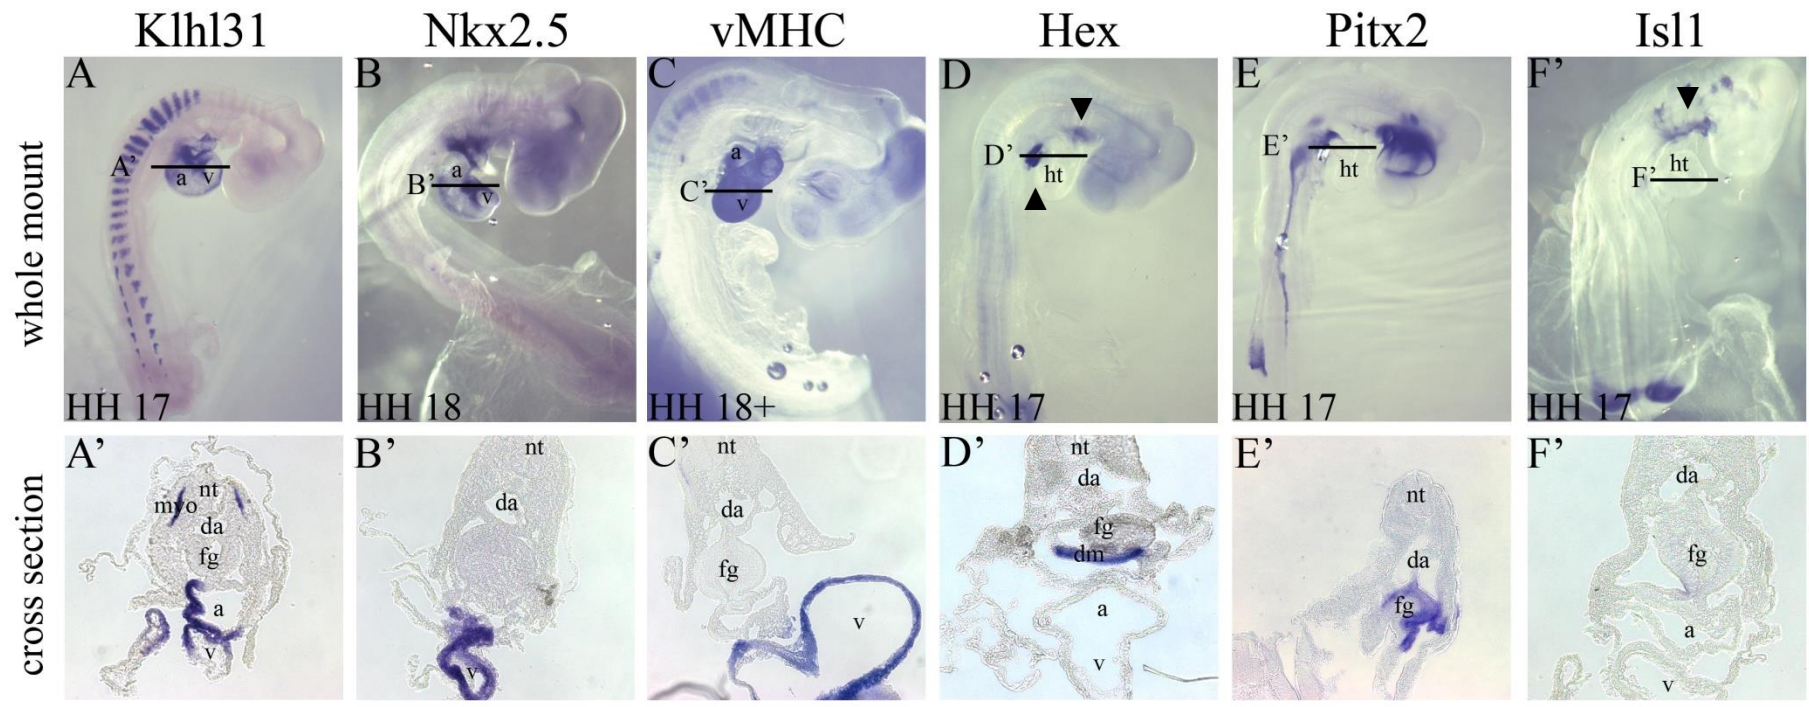 Klhl31 Nkx2.5 vMHC Hex Pitx2 Isl1
whole mount
A B C D E F’
A’ a v
B’ a v
C’ a v
D’ ht
E’ ht
F’ ht
HH 17 HH 18 HH 18+ HH 17 HH 17 HH 17
cross section
A’ B’ C’ D’ E’ F’
nt
myo
da
fg
a
v
nt
da
v
nt
da
fg
v
nt
da
fg
dm
a
v
nt
da
fg
da
fg
a
v